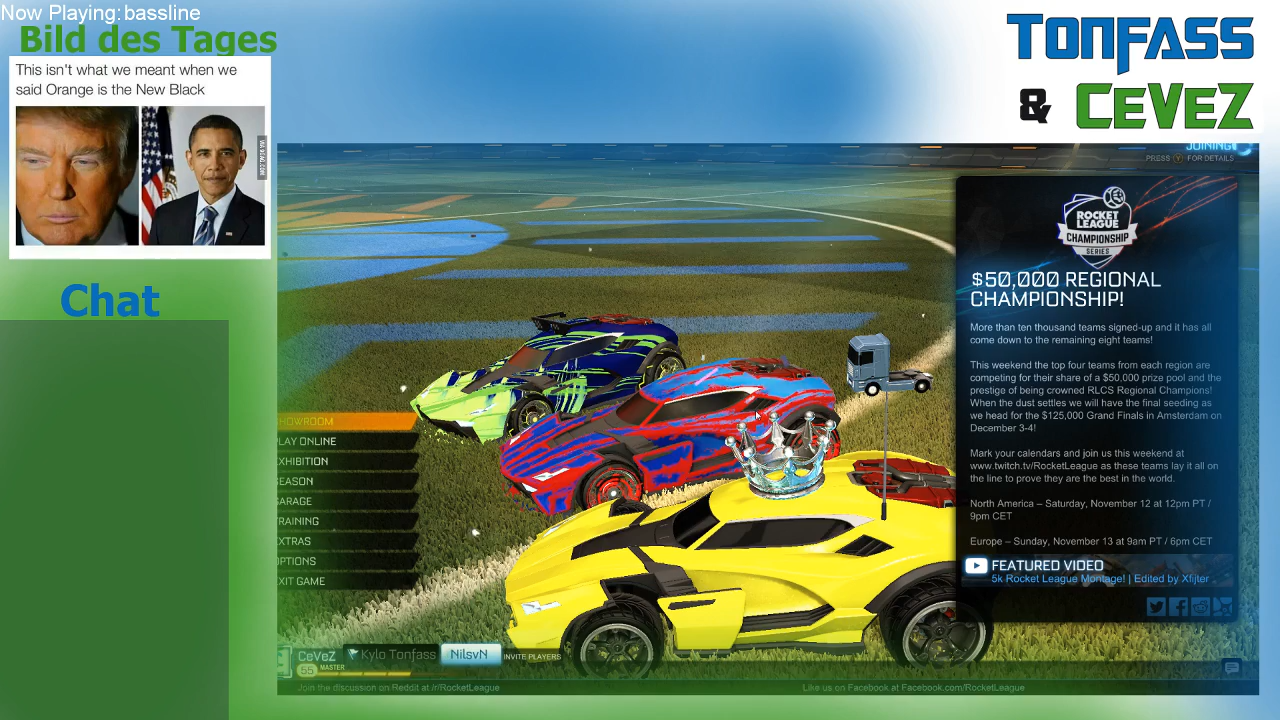 Now Playing: bassline
Bild des Tages
This isn't what we meant when we
said Orange is the New Black
TONFASS
& CEVEZ
JOINING
PRESS Y FOR DETAILS
ROCKET
LEAGUE
CHAMPIONSHIP
SERIES
$50,000 REGIONAL
CHAMPIONSHIP!
More than ten thousand teams signed-up and it has all
come down to the remaining eight teams!
This weekend the top four teams from each region are
competing for their share of a $50,000 prize pool and the
prestige of being crowned RLCS Regional Champions!
When the dust settles we will have the final seeding as
we head for the $125,000 Grand Finals in Amsterdam on
December 3-4!
Mark your calendars and join us this weekend at
www.twitch.tv/RocketLeague as these teams lay it all on
the line to prove they are the best in the world.
North America – Saturday, November 12 at 12pm PT /
9pm CET
Europe – Sunday, November 13 at 9am PT / 6pm CET
FEATURED VIDEO
5k Rocket League Montage! | Edited by Xfijter
Chat
HOWROOM
PLAY ONLINE
EXHIBITION
SEASON
GARAGE
TRAINING
EXTRAS
OPTIONS
EXIT GAME
CeVeZ
55 MASTER
Kylo Tonfass
NilsvN
INVITE PLAYERS
Join the discussion on Reddit at /r/RocketLeague
Like us on Facebook at Facebook.com/RocketLeague